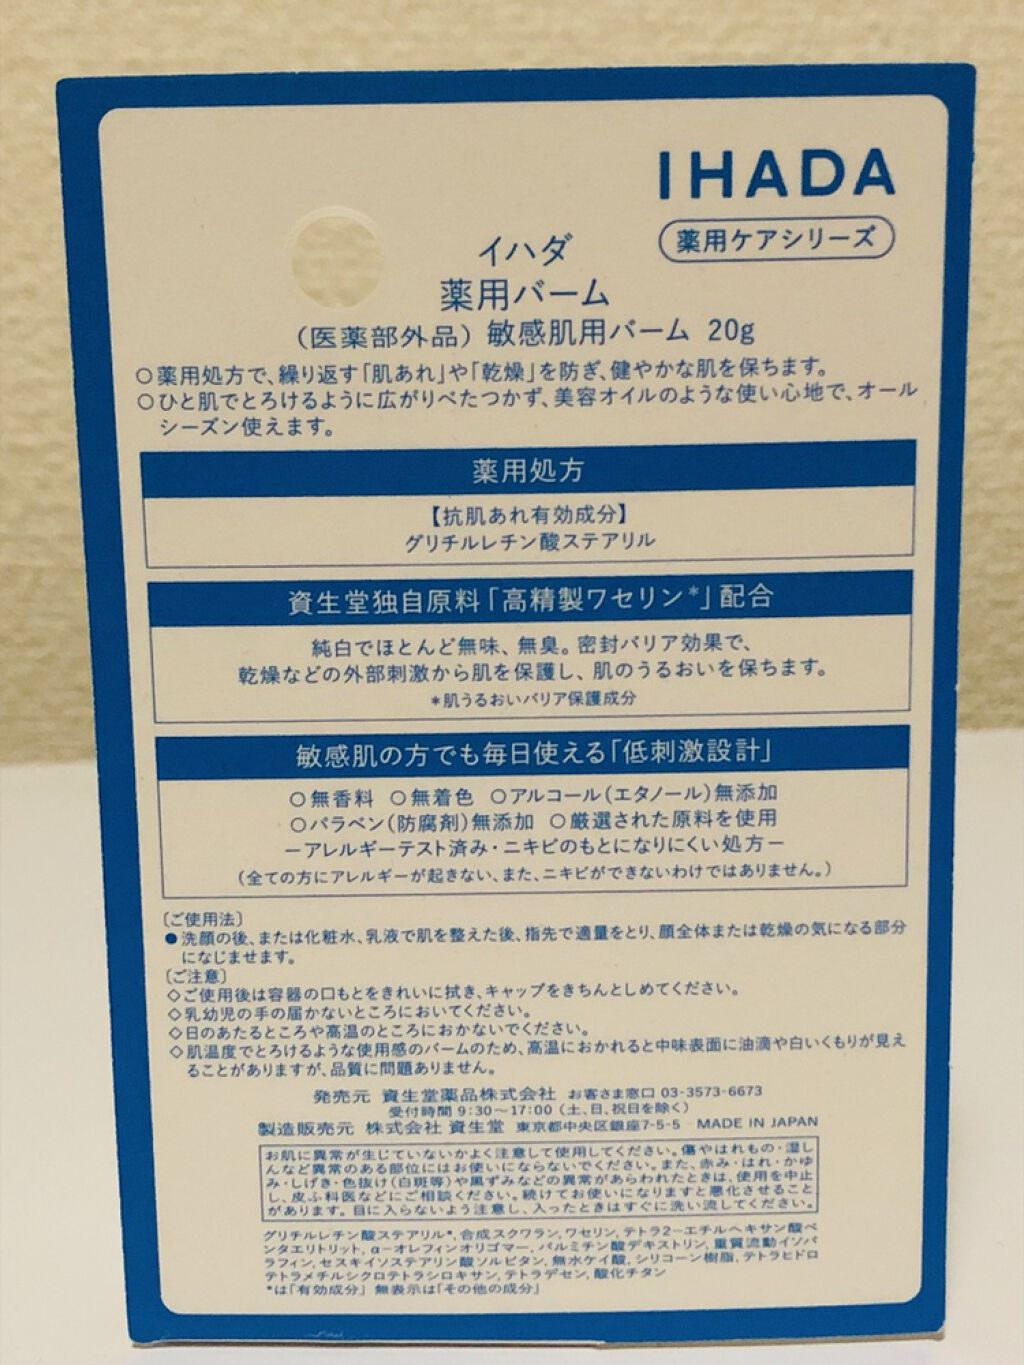 IHADA
薬用ケアシリーズ
イハダ
薬用バーム
（医薬部外品）敏感肌用バーム 20g
○薬用処方で、繰り返す「肌あれ」や「乾燥」を防ぎ、健やかな肌を保ちます。
○ひと肌でとろけるように広がりべたつかず、美容オイルのような使い心地で、オール
シーズン使えます。
薬用処方
【抗肌あれ有効成分】
グリチルレチン酸ステアリル
資生堂独自原料「高精製ワセリン*」配合
純白でほとんど無味、無臭。密封バリア効果で、
乾燥などの外部刺激から肌を保護し、肌のうるおいを保ちます。
*肌うるおいバリア保護成分
敏感肌の方でも毎日使える「低刺激設計」
○無香料 ○無着色 ○アルコール（エタノール）無添加
○パラベン（防腐剤）無添加 ○厳選された原料を使用
ーアレルギーテスト済み・ニキビのもとになりにくい処方ー
（全ての方にアレルギーが起きない、また、ニキビができないわけではありません。）
〔ご使用法〕
●洗顔の後、または化粧水、乳液で肌を整えた後、指先で適量をとり、顔全体または乾燥の気になる部分
になじませます。
〔ご注意〕
◇ご使用後は容器の口もとをきれいに拭き、キャップをきちんとしめてください。
◇乳幼児の手の届かないところにおいてください。
◇日のあたるところや高温のところにおかないでください。
◇肌温度でとろけるような使用感のバームのため、高温におかれると中味表面に油滴や白いくもりが見え
ることがありますが、品質に問題ありません。
発売元 資生堂薬品株式会社 お客さま窓口 03-3573-6673
受付時間 9:30～17:00（土、日、祝日を除く）
製造販売元 株式会社 資生堂 東京都中央区銀座7-5-5 MADE IN JAPAN
お肌に異常が生じていないかよく注意して使用してください。傷やはれもの・湿し
んなど異常のある部位にはお使いにならないでください。また、赤み・はれ・かゆ
み・しげき・色抜け（白斑等）や黒ずみなどの異常があらわれたときは、使用を中止
し、皮ふ科医などにご相談ください。続けてお使いになりますと悪化させること
があります。目に入らないよう注意し、入ったときはすぐに洗い流してください。
グリチルレチン酸ステアリル*, 合成スクワラン, ワセリン, テトラ2－エチルヘキサン酸ペ
ンタエリトリット, α－オレフィンオリゴマー, パルミチン酸デキストリン, 重質流動イソパ
ラフィン, セスキイソステアリン酸ソルビタン, 無水ケイ酸, シリコーン樹脂, テトラヒドロ
テトラメチルシクロテトラシロキサン, テトラデセン, 酸化チタン
*は「有効成分」 無表示は「その他の成分」